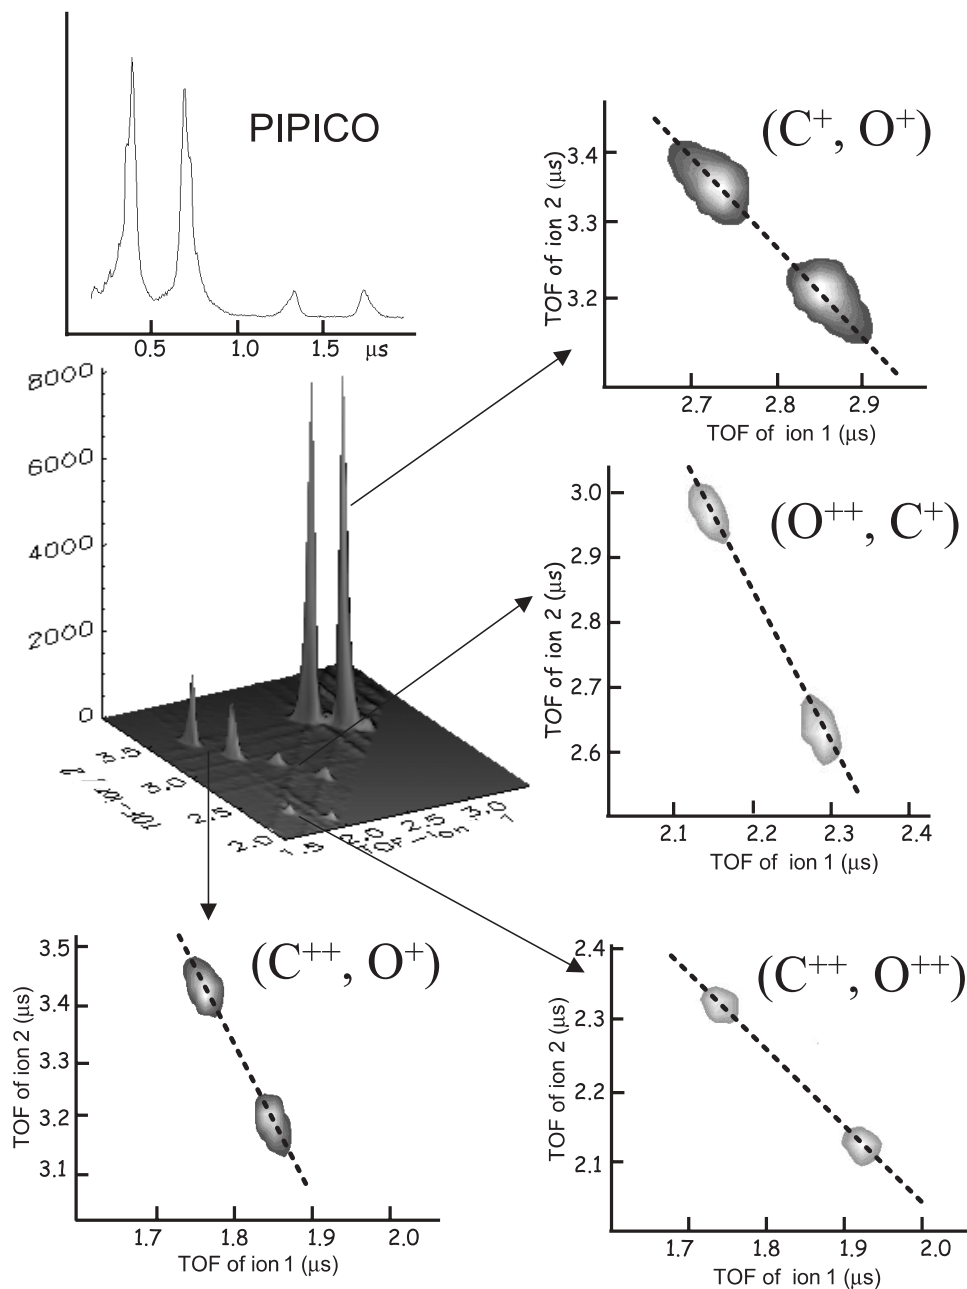 PIPICO
0.5 1.0 1.5 μs
(C⁺, O⁺)
TOF of ion 2 (μs)
3.4
3.3
3.2
2.7 2.8 2.9
TOF of ion 1 (μs)
8000
6000
4000
2000
0
3.5
3.0
2.5
2.0
1.5
2.0
2.5
3.0
TOF-ion 1
(O⁺⁺, C⁺)
TOF of ion 2 (μs)
3.0
2.9
2.8
2.7
2.6
2.1 2.2 2.3 2.4
TOF of ion 1 (μs)
(C⁺⁺, O⁺)
TOF of ion 2 (μs)
3.5
3.4
3.3
3.2
3.1
1.7 1.8 1.9 2.0
TOF of ion 1 (μs)
(C⁺⁺, O⁺⁺)
TOF of ion 2 (μs)
2.4
2.3
2.2
2.1
1.7 1.8 1.9 2.0
TOF of ion 1 (μs)